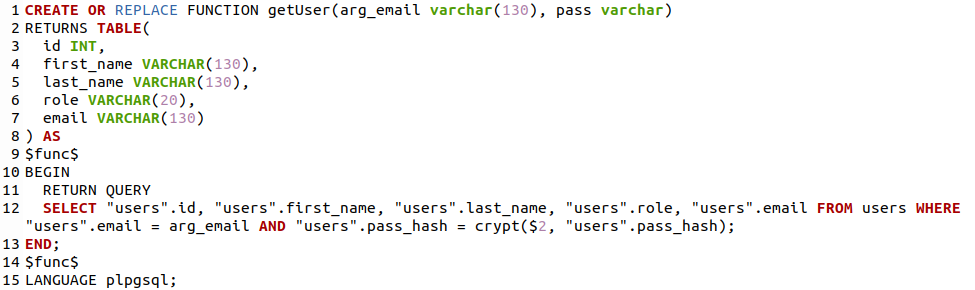 1 CREATE OR REPLACE FUNCTION getUser(arg_email varchar(130), pass varchar)
2 RETURNS TABLE(
3   id INT,
4   first_name VARCHAR(130),
5   last_name VARCHAR(130),
6   role VARCHAR(20),
7   email VARCHAR(130)
8 ) AS
9 $func$
10 BEGIN
11   RETURN QUERY
12   SELECT "users".id, "users".first_name, "users".last_name, "users".role, "users".email FROM users WHERE
"users".email = arg_email AND "users".pass_hash = crypt($2, "users".pass_hash);
13 END;
14 $func$
15 LANGUAGE plpgsql;